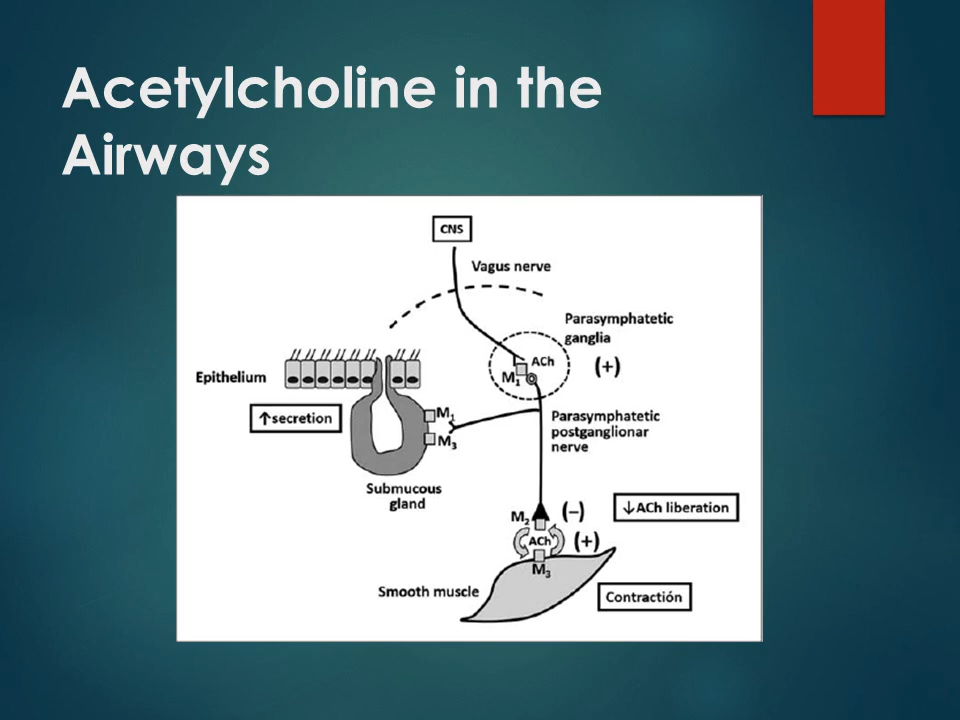 Acetylcholine in the
Airways
CNS
Vagus nerve
Parasymphatetic
ganglia
ACh
(+)
M₁
Epithelium
↑secretion
M₁
M₃
Parasymphatetic
postganglionar
nerve
Submucous
gland
M₂
(–)
↓ACh liberation
ACh
(+)
M₃
Smooth muscle
Contractión